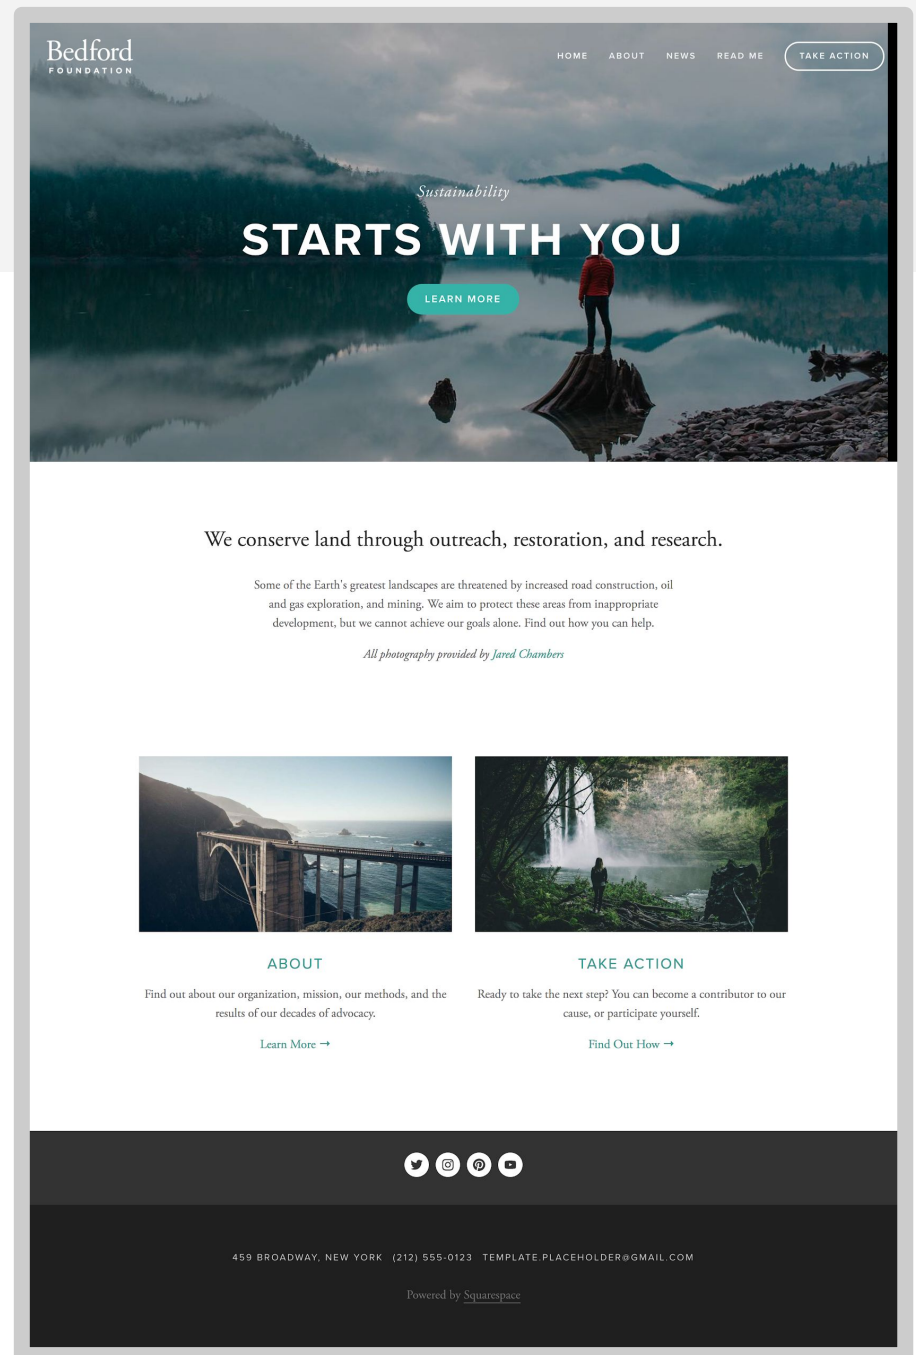 Bedford
FOUNDATION
HOME ABOUT NEWS READ ME TAKE ACTION
Sustainability
STARTS WITH YOU
LEARN MORE
We conserve land through outreach, restoration, and research.
Some of the Earth's greatest landscapes are threatened by increased road construction, oil
and gas exploration, and mining. We aim to protect these areas from inappropriate
development, but we cannot achieve our goals alone. Find out how you can help.
All photography provided by Jared Chambers
ABOUT
Find out about our organization, mission, our methods, and the
results of our decades of advocacy.
Learn More →
TAKE ACTION
Ready to take the next step? You can become a contributor to our
cause, or participate yourself.
Find Out How →
459 BROADWAY, NEW YORK (212) 555-0123 TEMPLATE.PLACEHOLDER@GMAIL.COM
Powered by Squarespace